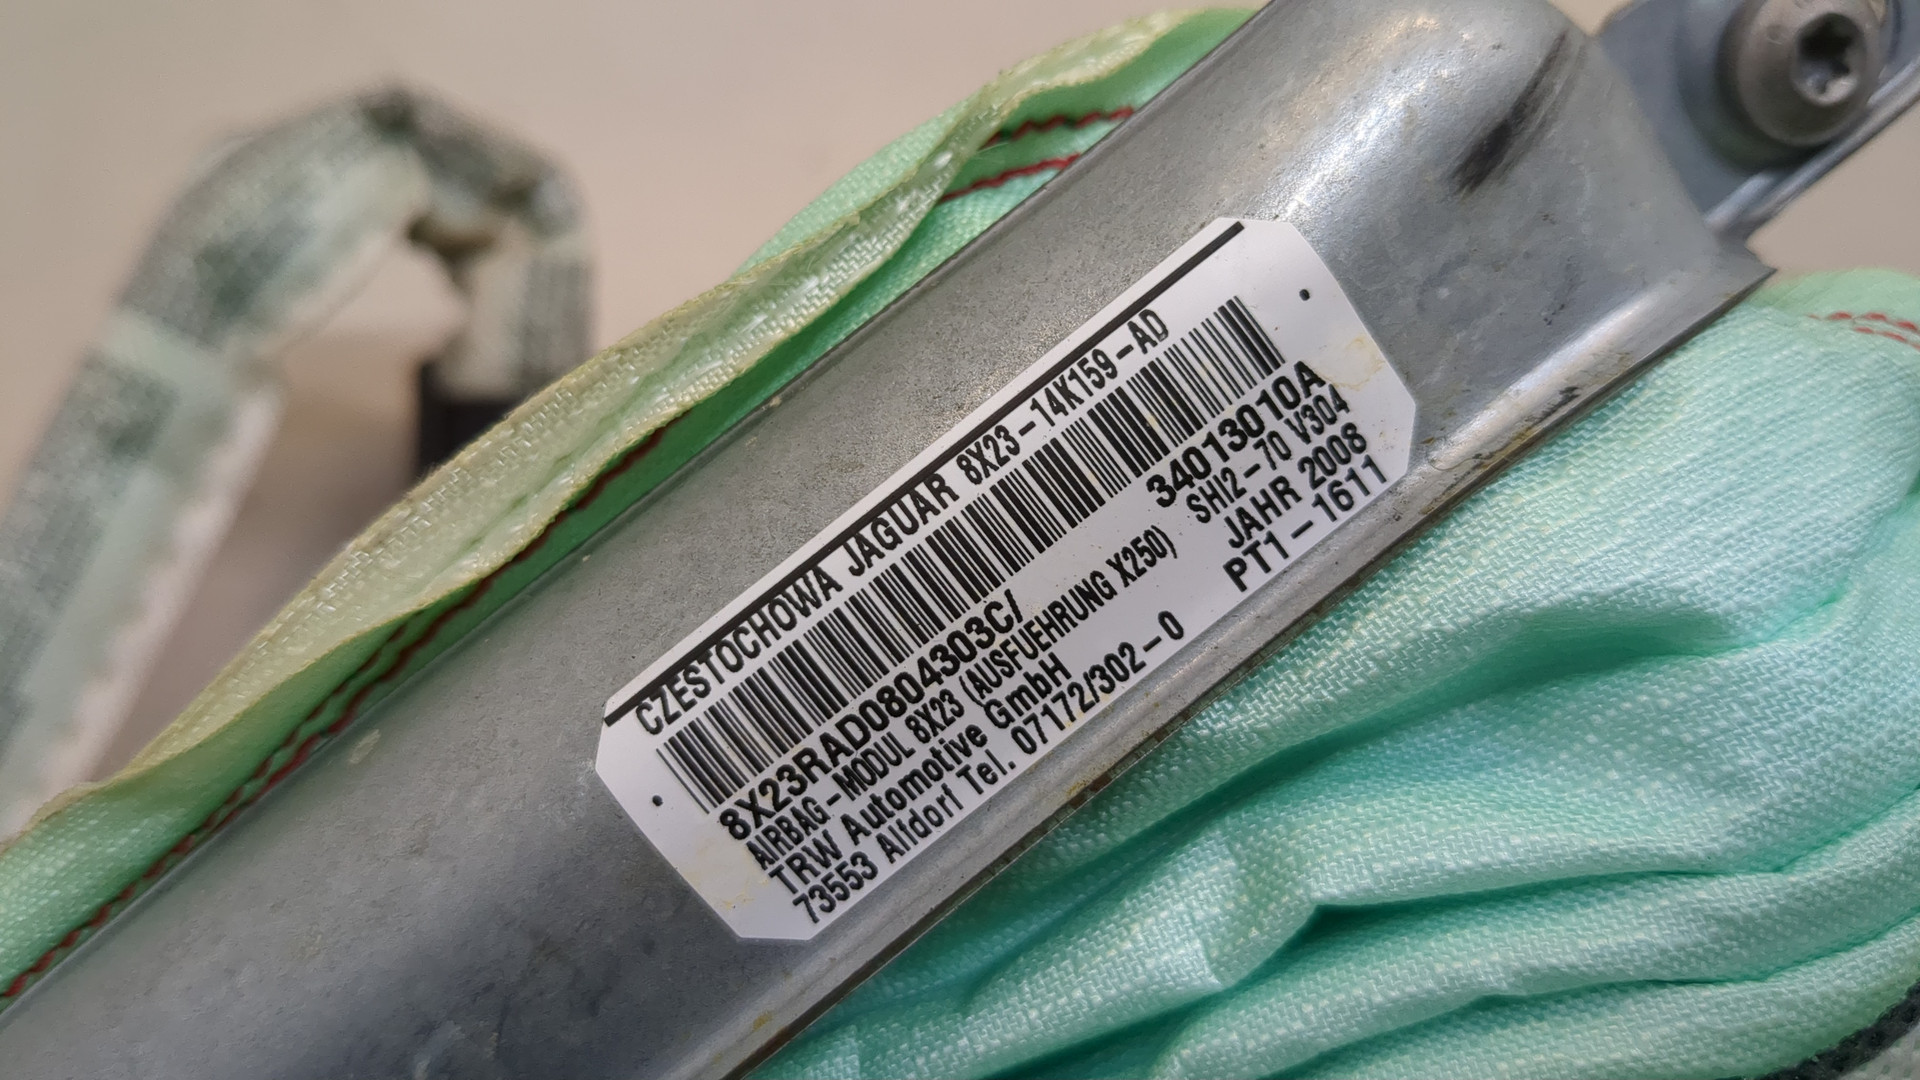 CZESTOCHOWA JAGUAR 8X23-14K159-AD
8X23RAD0804303C/ 34013010A
AIRBAG-MODUL 8X23 (AUSFUEHRUNG X250) SHI2-70 V304
TRW Automotive GmbH JAHR 2008
73553 Alfdorf Tel. 07172/302-0 PT1-1611